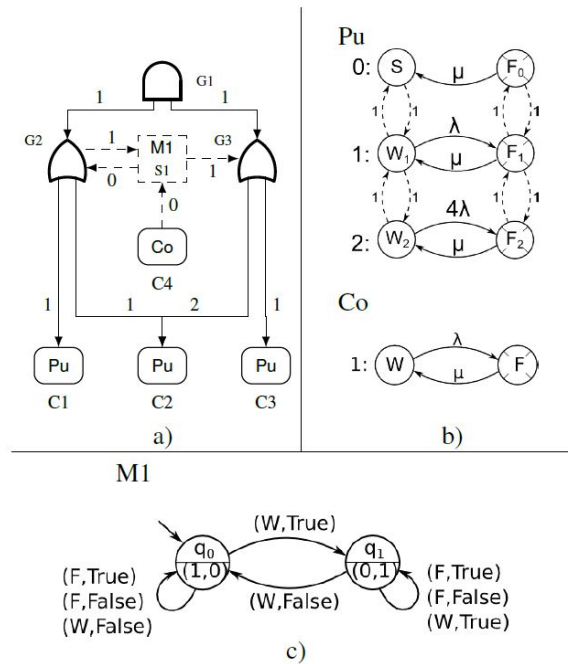 G1
1 1
G2 1 M1 G3
S1 1
0
0
Co
C4
1 1 2 1
Pu Pu Pu
C1 C2 C3
a)
Pu
0: S μ F0
1 1 1 1
λ
1: W1 μ F1
1 1 1 1
4λ
2: W2 μ F2
Co
λ
1: W μ F
b)
M1
(W,True)
q0 q1
(1,0) (0,1)
(W,False)
(F,True)
(F,False)
(W,False)
(F,True)
(F,False)
(W,True)
c)